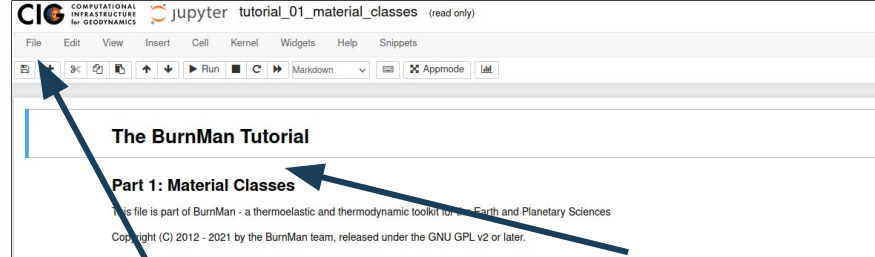 CIG COMPUTATIONAL INFRASTRUCTURE for GEODYNAMICS jupyter tutorial_01_material_classes (read only)
File Edit View Insert Cell Kernel Widgets Help Snippets
Run Markdown Appmode
The BurnMan Tutorial
Part 1: Material Classes
This file is part of BurnMan - a thermoelastic and thermodynamic toolkit for the Earth and Planetary Sciences
Copyright (C) 2012 - 2021 by the BurnMan team, released under the GNU GPL v2 or later.